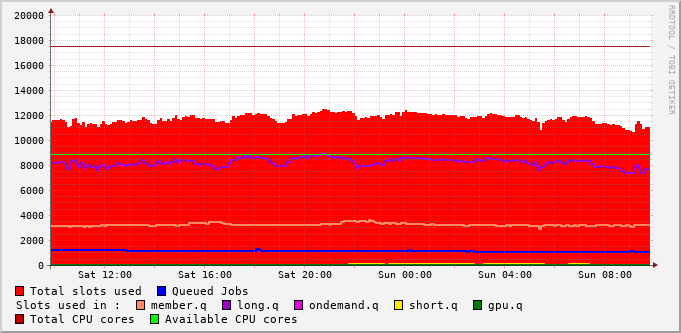 20000
18000
16000
14000
12000
10000
8000
6000
4000
2000
0
Sat 12:00 Sat 16:00 Sat 20:00 Sun 00:00 Sun 04:00 Sun 08:00
RRDTOOL / TOBI OETIKER
Total slots used Queued Jobs
Slots used in : member.q long.q ondemand.q short.q gpu.q
Total CPU cores Available CPU cores